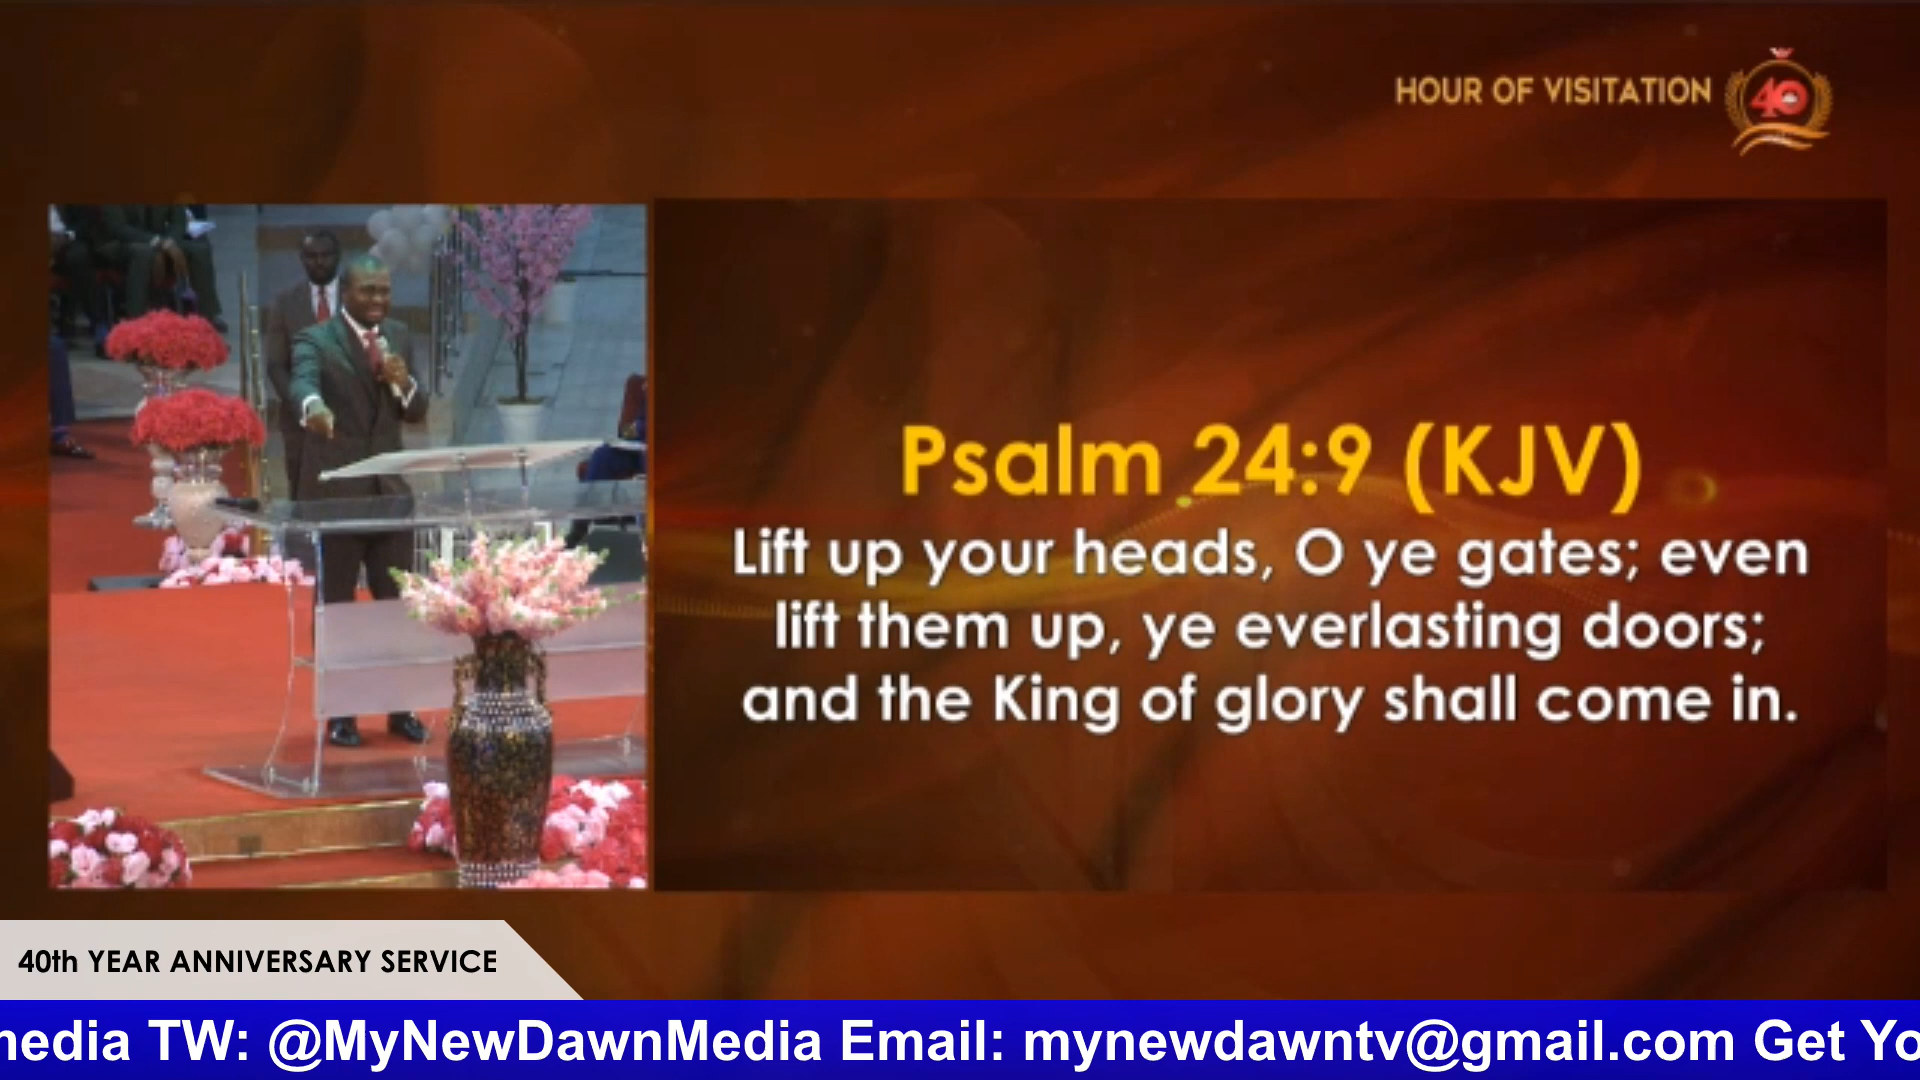 HOUR OF VISITATION
40
Psalm 24:9 (KJV)
Lift up your heads, O ye gates; even
lift them up, ye everlasting doors;
and the King of glory shall come in.
40th YEAR ANNIVERSARY SERVICE
TW: @MyNewDawnMedia Email: mynewdawntv@gmail.com Get